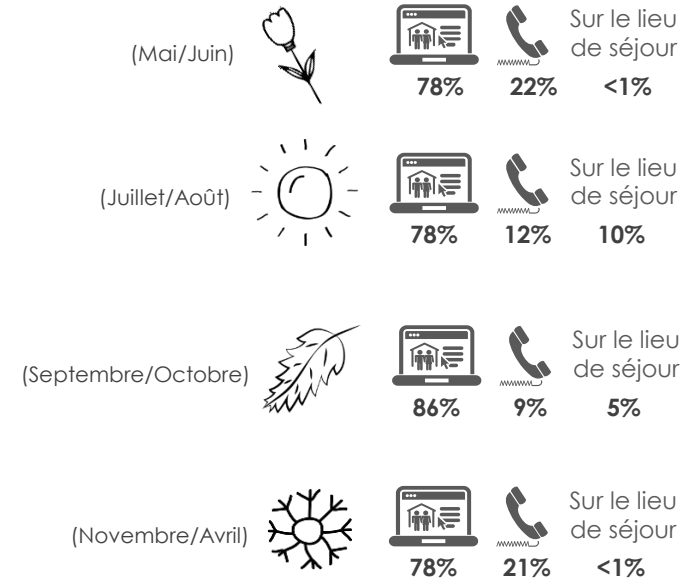 Sur le lieu
(Mai/Juin)
de séjour
78% 22% <1%
Sur le lieu
(Juillet/Août)
de séjour
78% 12% 10%
Sur le lieu
(Septembre/Octobre)
de séjour
86% 9% 5%
Sur le lieu
(Novembre/Avril)
de séjour
78% 21% <1%